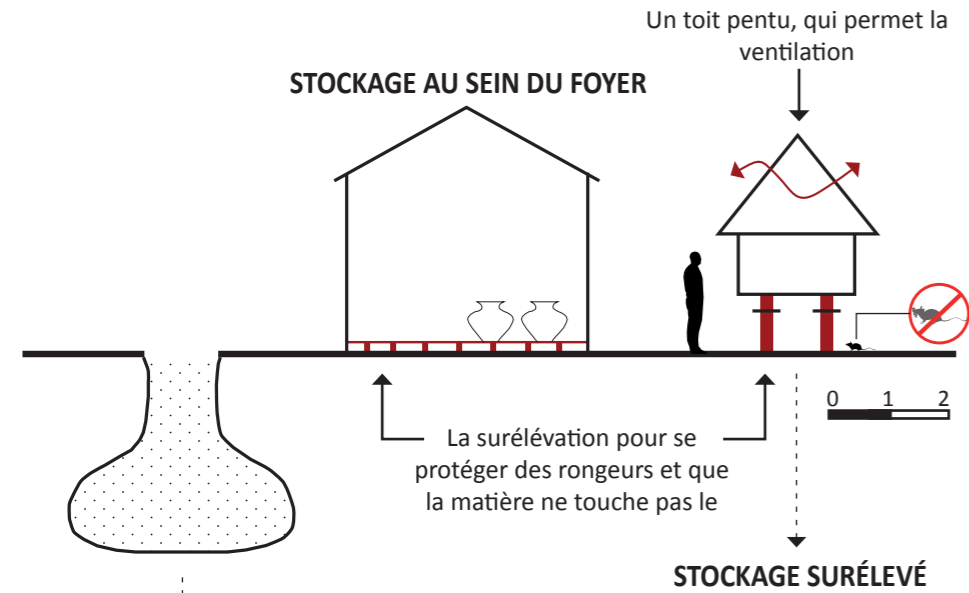 Un toit pentu, qui permet la
ventilation
STOCKAGE AU SEIN DU FOYER
0 1 2
La surélévation pour se
protéger des rongeurs et que
la matière ne touche pas le
STOCKAGE SURÉLEVÉ